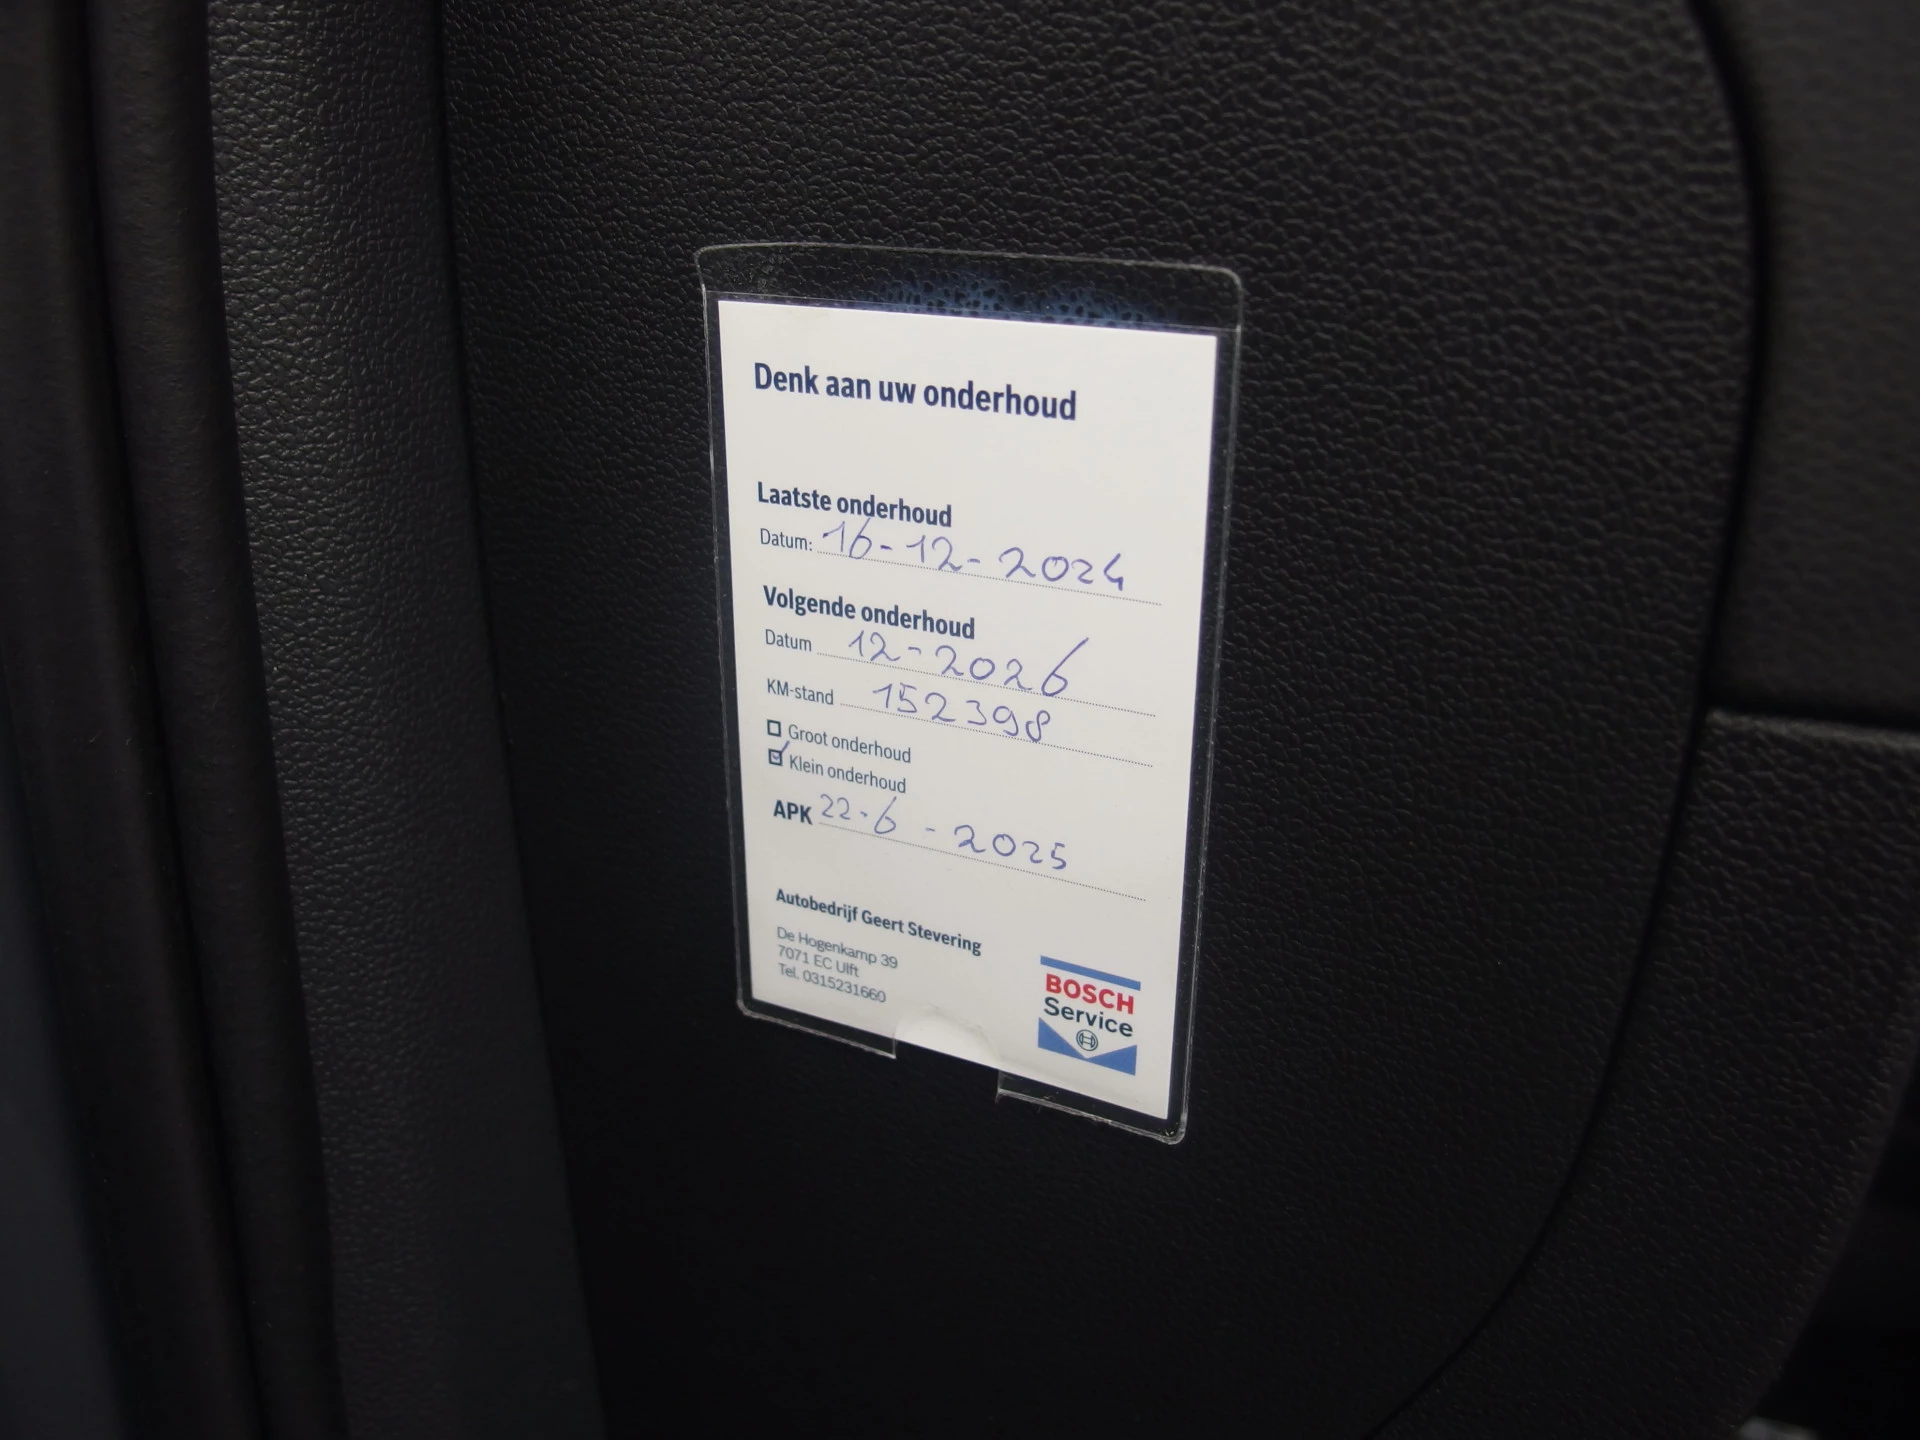 Denk aan uw onderhoud
Laatste onderhoud
Datum: 16-12-2024
Volgende onderhoud
Datum 12-2026
KM-stand 152398
Groot onderhoud
Klein onderhoud
APK 22-6-2025
Autobedrijf Geert Stevering
De Hogenkamp 39
7071 EC Ulft
Tel. 0315231660
BOSCH
Service